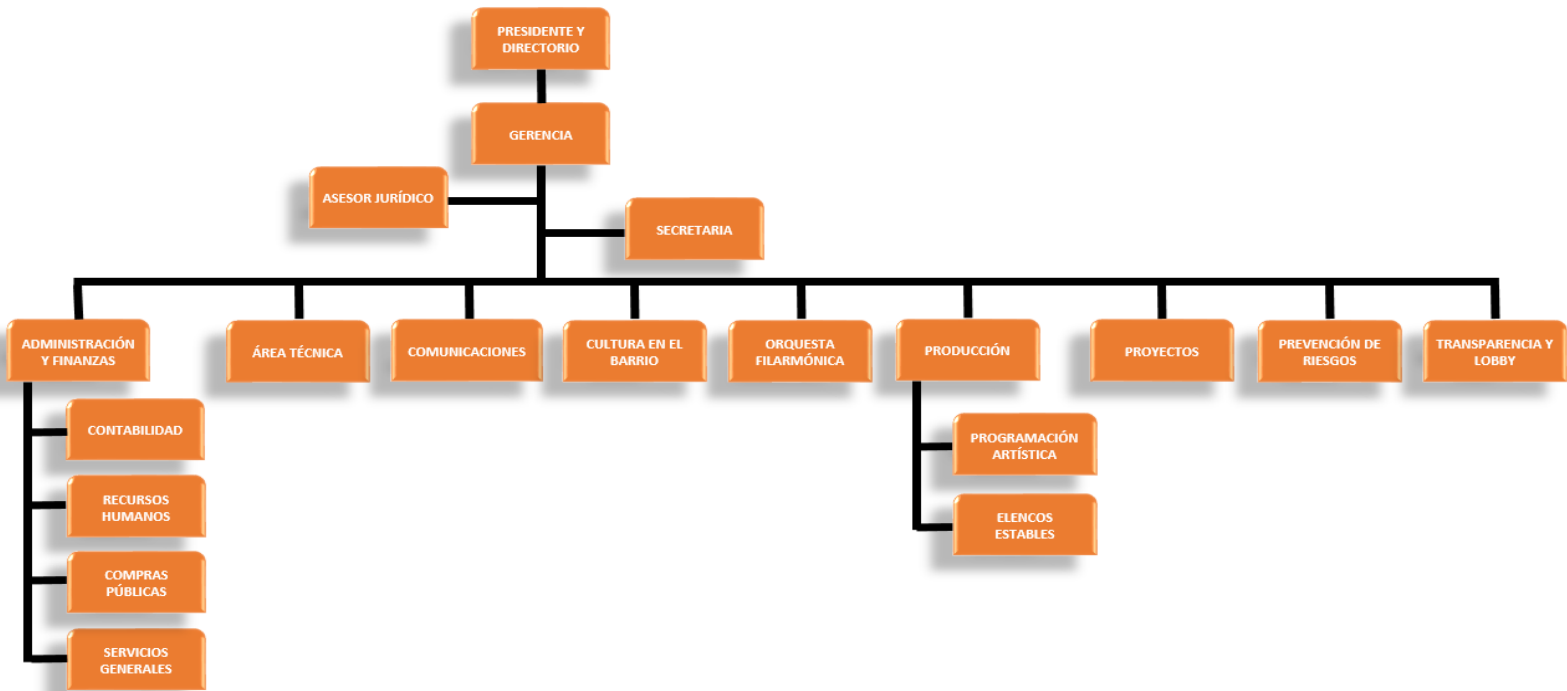 PRESIDENTE Y
DIRECTORIO
GERENCIA
ASESOR JURÍDICO
SECRETARIA
ADMINISTRACIÓN
Y FINANZAS
ÁREA TÉCNICA
COMUNICACIONES
CULTURA EN EL
BARRIO
ORQUESTA
FILARMÓNICA
PRODUCCIÓN
PROYECTOS
PREVENCIÓN DE
RIESGOS
TRANSPARENCIA Y
LOBBY
CONTABILIDAD
RECURSOS
HUMANOS
COMPRAS
PÚBLICAS
SERVICIOS
GENERALES
PROGRAMACIÓN
ARTÍSTICA
ELENCOS
ESTABLES